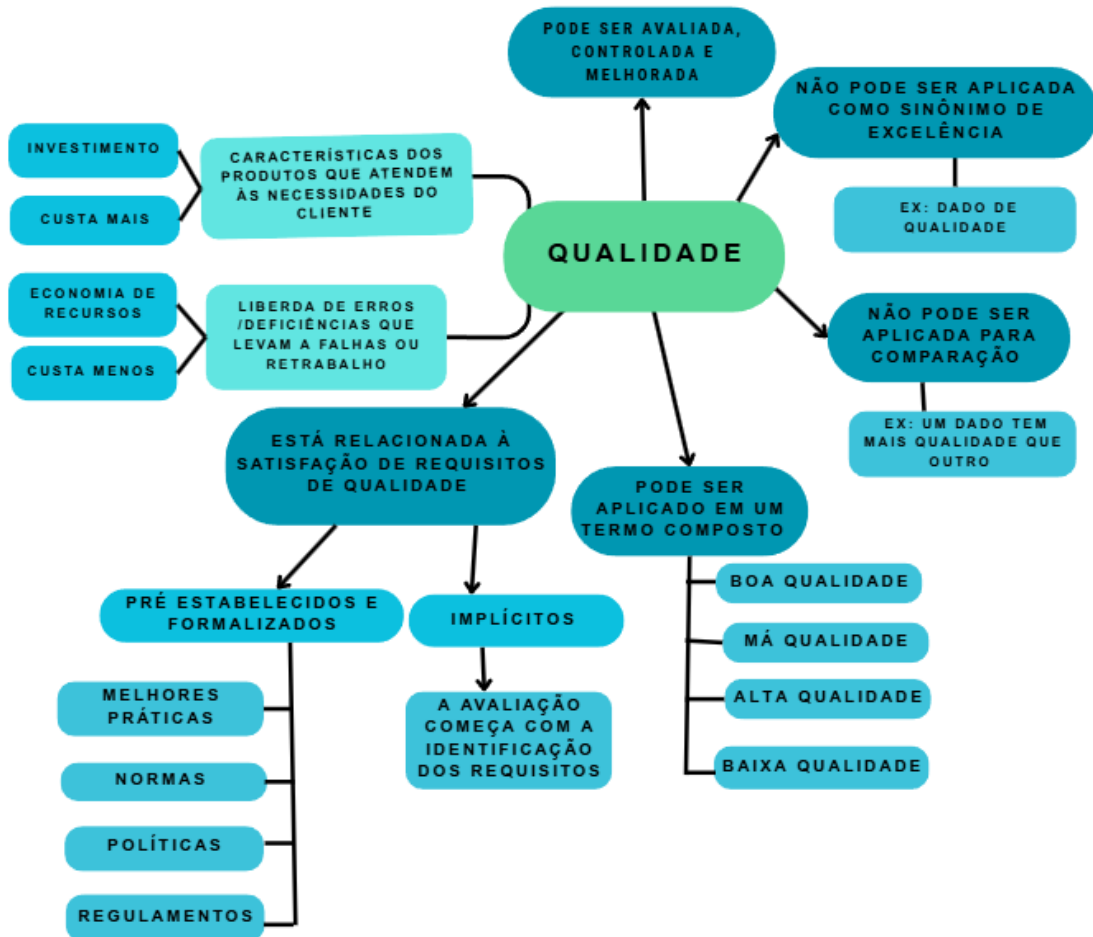 PODE SER AVALIADA,
CONTROLADA E
MELHORADA
NÃO PODE SER APLICADA
COMO SINÔNIMO DE
EXCELÊNCIA
EX: DADO DE
QUALIDADE
INVESTIMENTO
CUSTA MAIS
CARACTERÍSTICAS DOS
PRODUTOS QUE ATENDEM
ÀS NECESSIDADES DO
CLIENTE
QUALIDADE
ECONOMIA DE
RECURSOS
CUSTA MENOS
LIBERDA DE ERROS
/DEFICIÊNCIAS QUE
LEVAM A FALHAS OU
RETRABALHO
NÃO PODE SER
APLICADA PARA
COMPARAÇÃO
EX: UM DADO TEM
MAIS QUALIDADE QUE
OUTRO
ESTÁ RELACIONADA À
SATISFAÇÃO DE REQUISITOS
DE QUALIDADE
PODE SER
APLICADO EM UM
TERMO COMPOSTO
BOA QUALIDADE
MÁ QUALIDADE
ALTA QUALIDADE
BAIXA QUALIDADE
PRÉ ESTABELECIDOS E
FORMALIZADOS
IMPLÍCITOS
MELHORES
PRÁTICAS
NORMAS
POLÍTICAS
REGULAMENTOS
A AVALIAÇÃO
COMEÇA COM A
IDENTIFICAÇÃO
DOS REQUISITOS